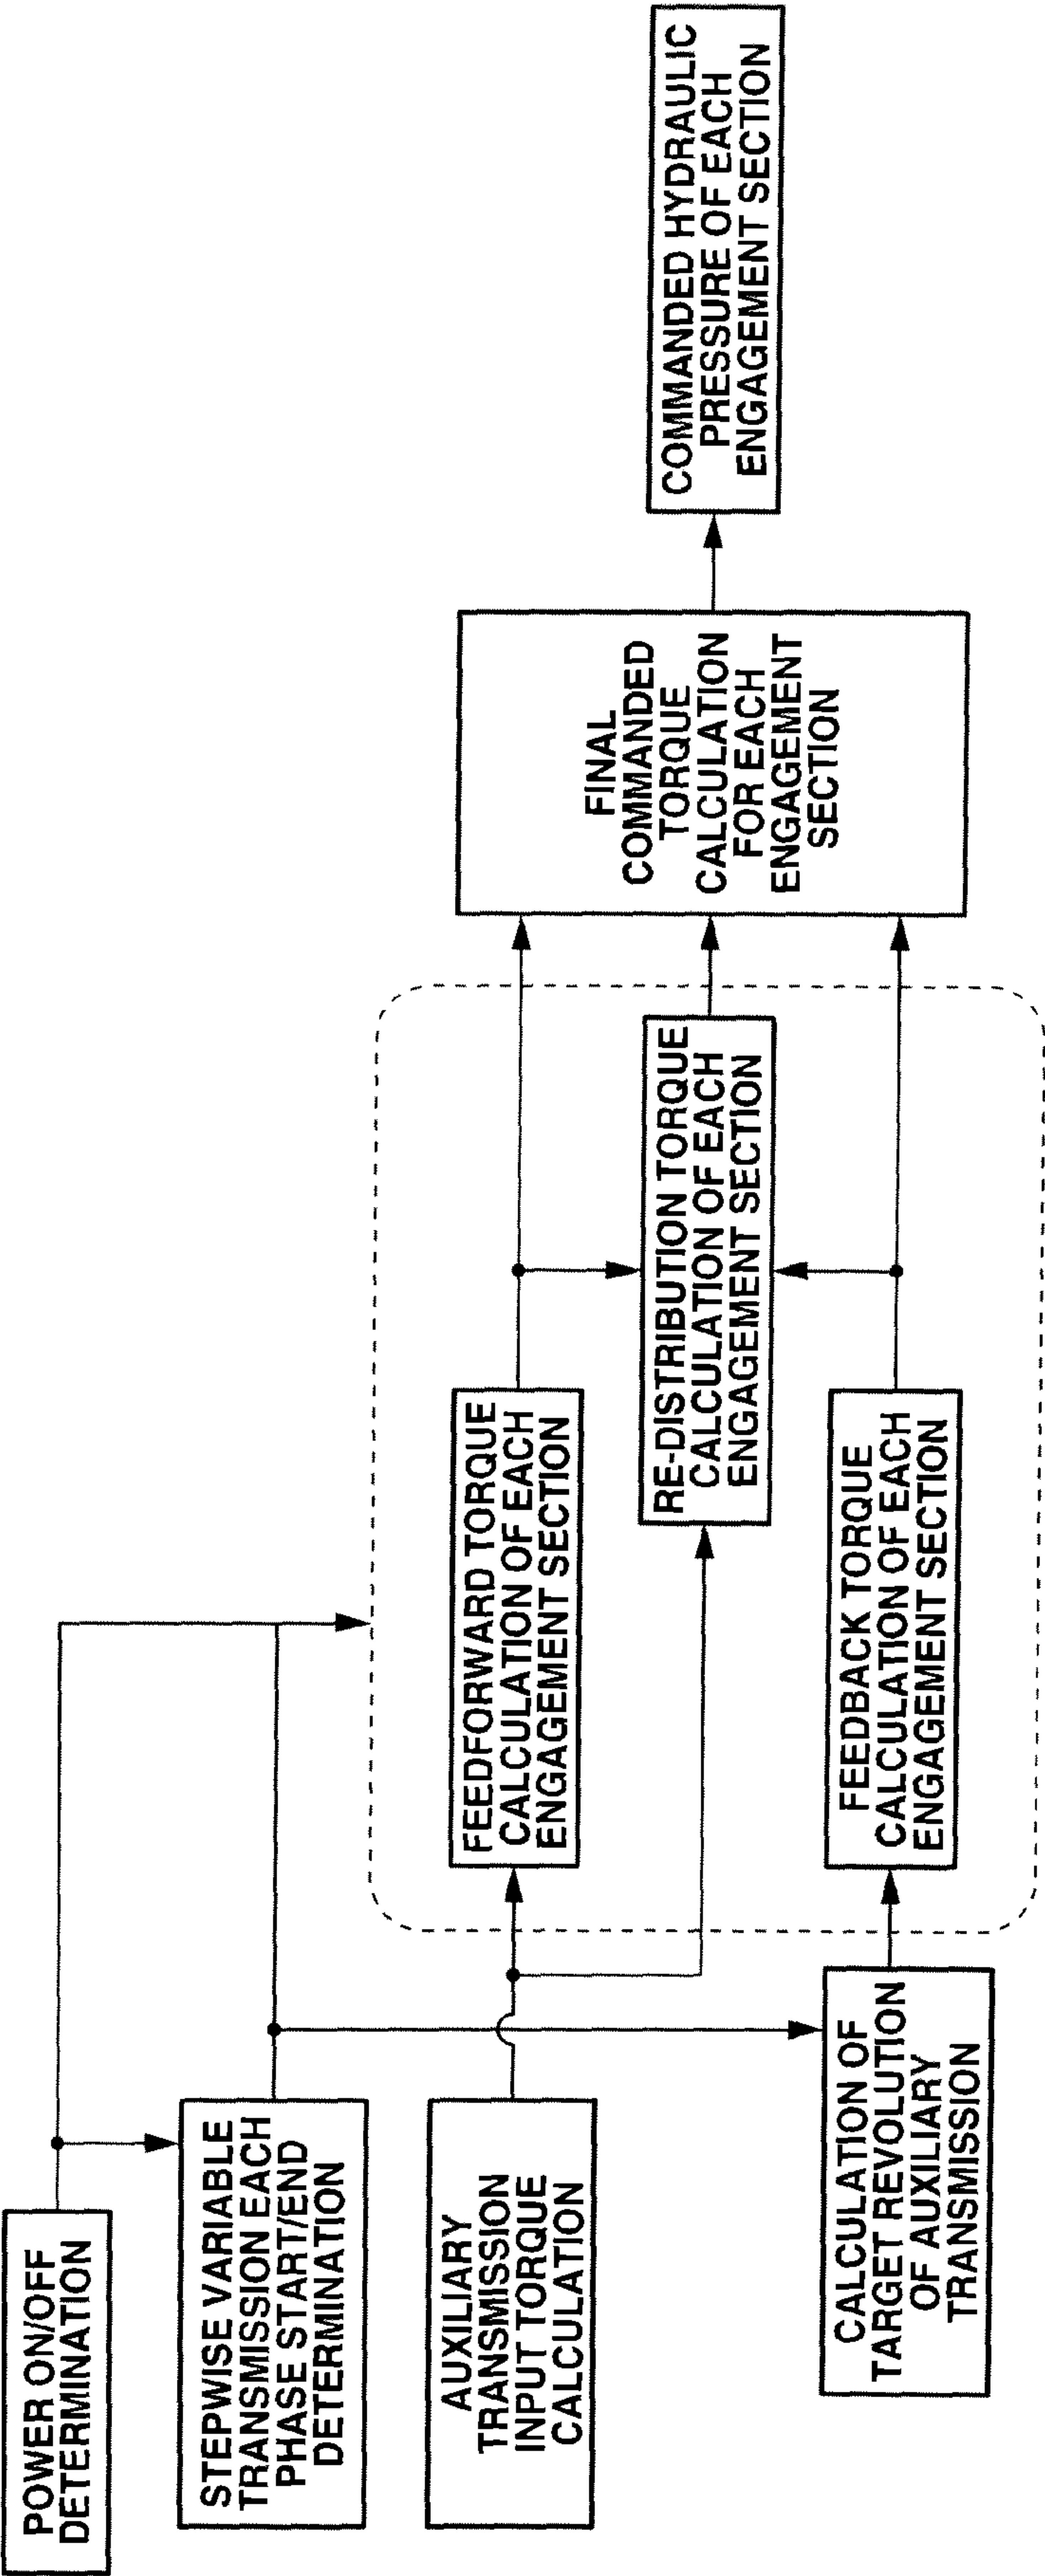 POWER ON/OFF
DETERMINATION
STEPWISE VARIABLE
TRANSMISSION EACH
PHASE START/END
DETERMINATION
AUXILIARY
TRANSMISSION
INPUT TORQUE
CALCULATION
CALCULATION OF
TARGET REVOLUTION
OF AUXILIARY
TRANSMISSION
FEEDFORWARD TORQUE
CALCULATION OF EACH
ENGAGEMENT SECTION
RE-DISTRIBUTION TORQUE
CALCULATION OF EACH
ENGAGEMENT SECTION
FEEDBACK TORQUE
CALCULATION OF EACH
ENGAGEMENT SECTION
FINAL
COMMANDED
TORQUE
CALCULATION
FOR EACH
ENGAGEMENT
SECTION
COMMANDED HYDRAULIC
PRESSURE OF EACH
ENGAGEMENT SECTION